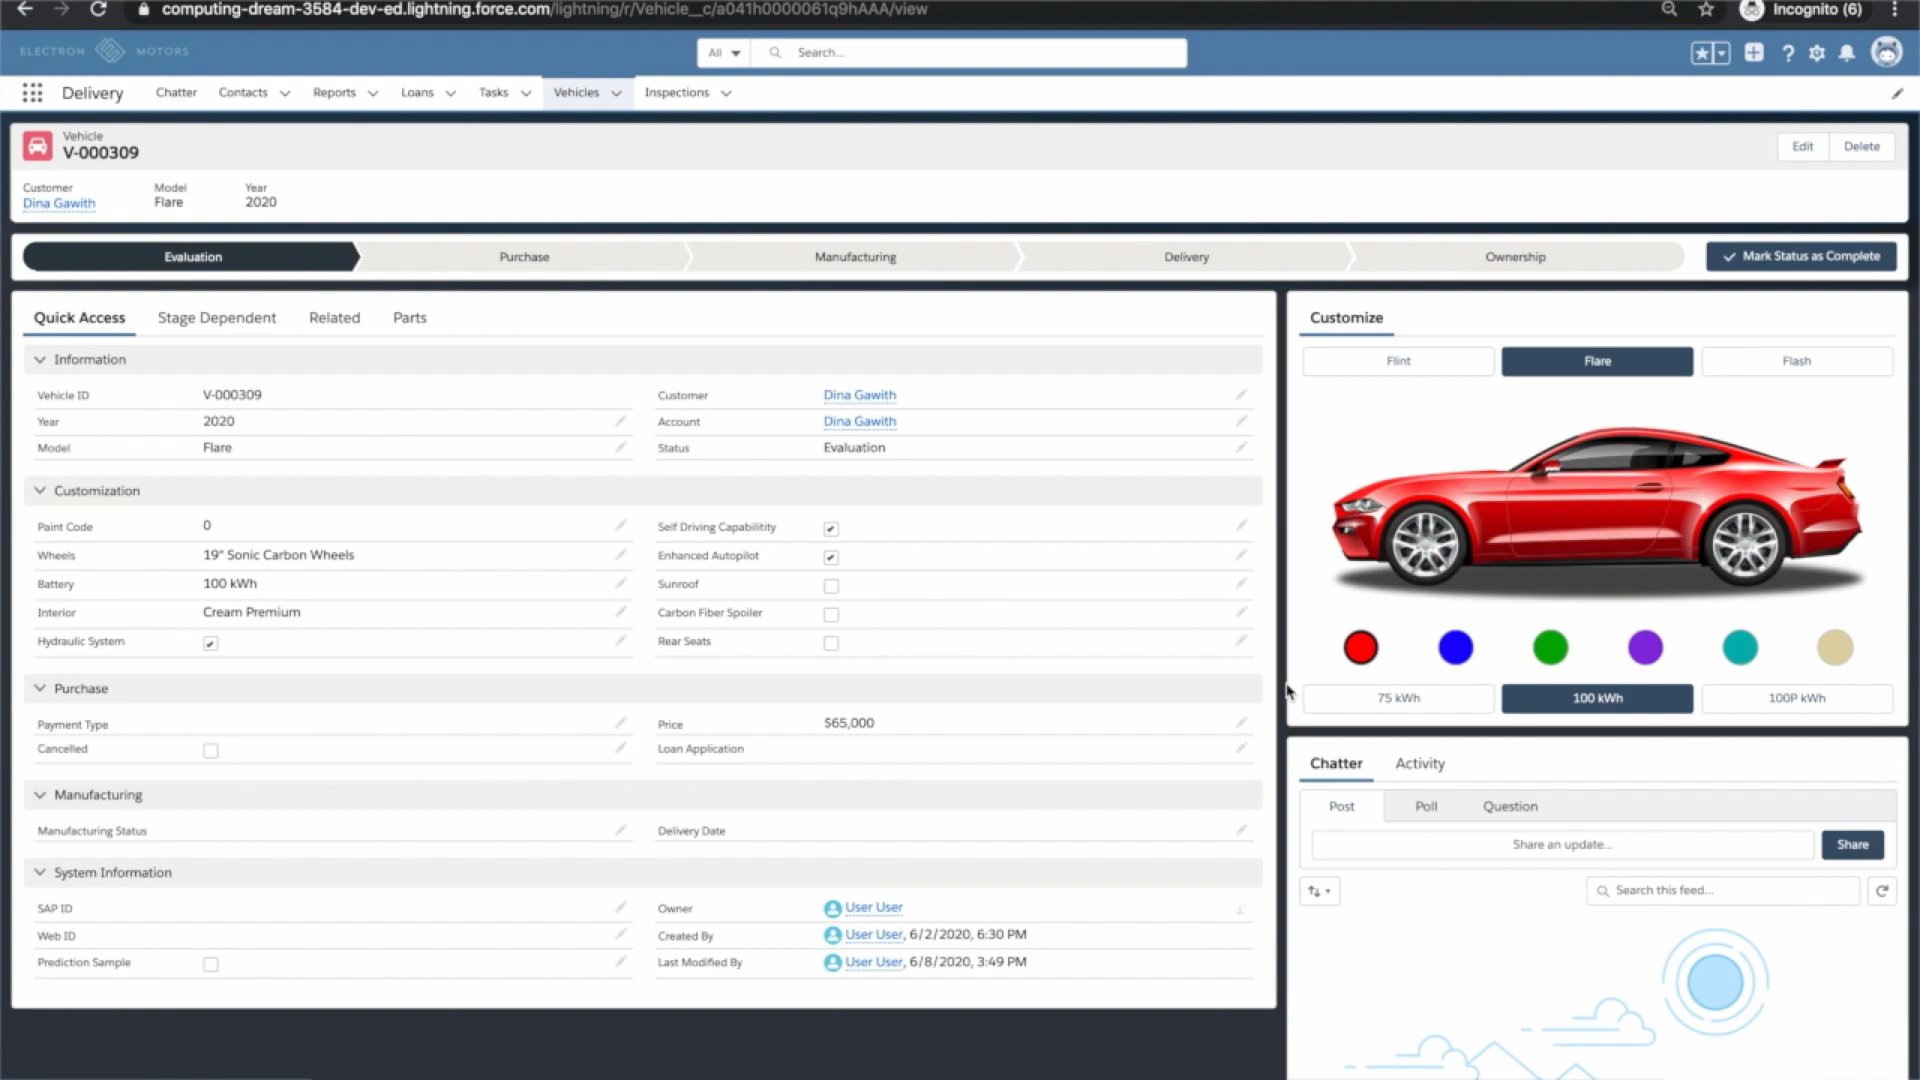 computing-dream-3584-dev-ed.lightning.force.com/lightning/r/Vehicle__c/a041h0000061q9hAAA/view
Incognito (6)
ELECTRON MOTORS
All
Search...
Delivery
Chatter
Contacts
Reports
Loans
Tasks
Vehicles
Inspections
Vehicle
V-000309
Edit
Delete
Customer
Model
Year
Dina Gawith
Flare
2020
Evaluation
Purchase
Manufacturing
Delivery
Ownership
Mark Status as Complete
Quick Access
Stage Dependent
Related
Parts
Information
Vehicle ID
V-000309
Customer
Dina Gawith
Year
2020
Account
Dina Gawith
Model
Flare
Status
Evaluation
Customization
Paint Code
0
Self Driving Capabilitity
Wheels
19" Sonic Carbon Wheels
Enhanced Autopilot
Battery
100 kWh
Sunroof
Interior
Cream Premium
Carbon Fiber Spoiler
Hydraulic System
Rear Seats
Purchase
Payment Type
Price
$65,000
Cancelled
Loan Application
Manufacturing
Manufacturing Status
Delivery Date
System Information
SAP ID
Owner
User User
Web ID
Created By
User User, 6/2/2020, 6:30 PM
Prediction Sample
Last Modified By
User User, 6/8/2020, 3:49 PM
Customize
Flint
Flare
Flash
75 kWh
100 kWh
100P kWh
Chatter
Activity
Post
Poll
Question
Share an update...
Share
Search this feed...